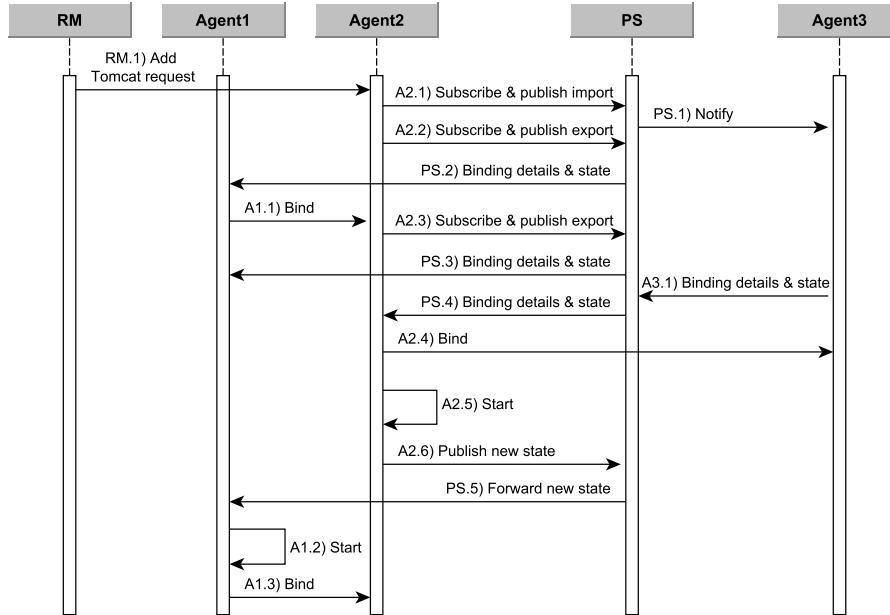 RM
Agent1
Agent2
PS
Agent3
RM.1) Add
Tomcat request
A2.1) Subscribe & publish import
PS.1) Notify
A2.2) Subscribe & publish export
PS.2) Binding details & state
A1.1) Bind
A2.3) Subscribe & publish export
PS.3) Binding details & state
A3.1) Binding details & state
PS.4) Binding details & state
A2.4) Bind
A2.5) Start
A2.6) Publish new state
PS.5) Forward new state
A1.2) Start
A1.3) Bind